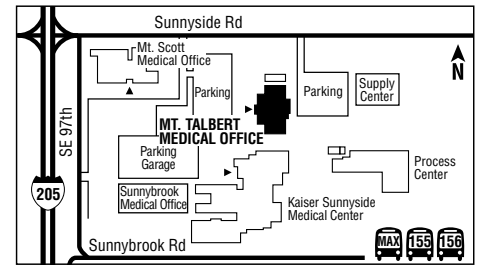 Sunnyside Rd
Mt. Scott
Medical Office
N
Parking
Parking
Supply
Center
SE 97th
MT. TALBERT
MEDICAL OFFICE
Parking
Garage
Process
Center
205
Sunnybrook
Medical Office
Kaiser Sunnyside
Medical Center
Sunnybrook Rd
MAX
155
156